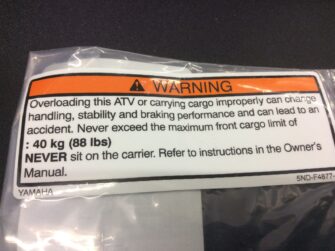 WARNING
Overloading this ATV or carrying cargo improperly can change
handling, stability and braking performance and can lead to an
accident. Never exceed the maximum front cargo limit of
: 40 kg (88 lbs)
NEVER sit on the carrier. Refer to instructions in the Owner's
Manual.
YAMAHA 5ND-F4877-